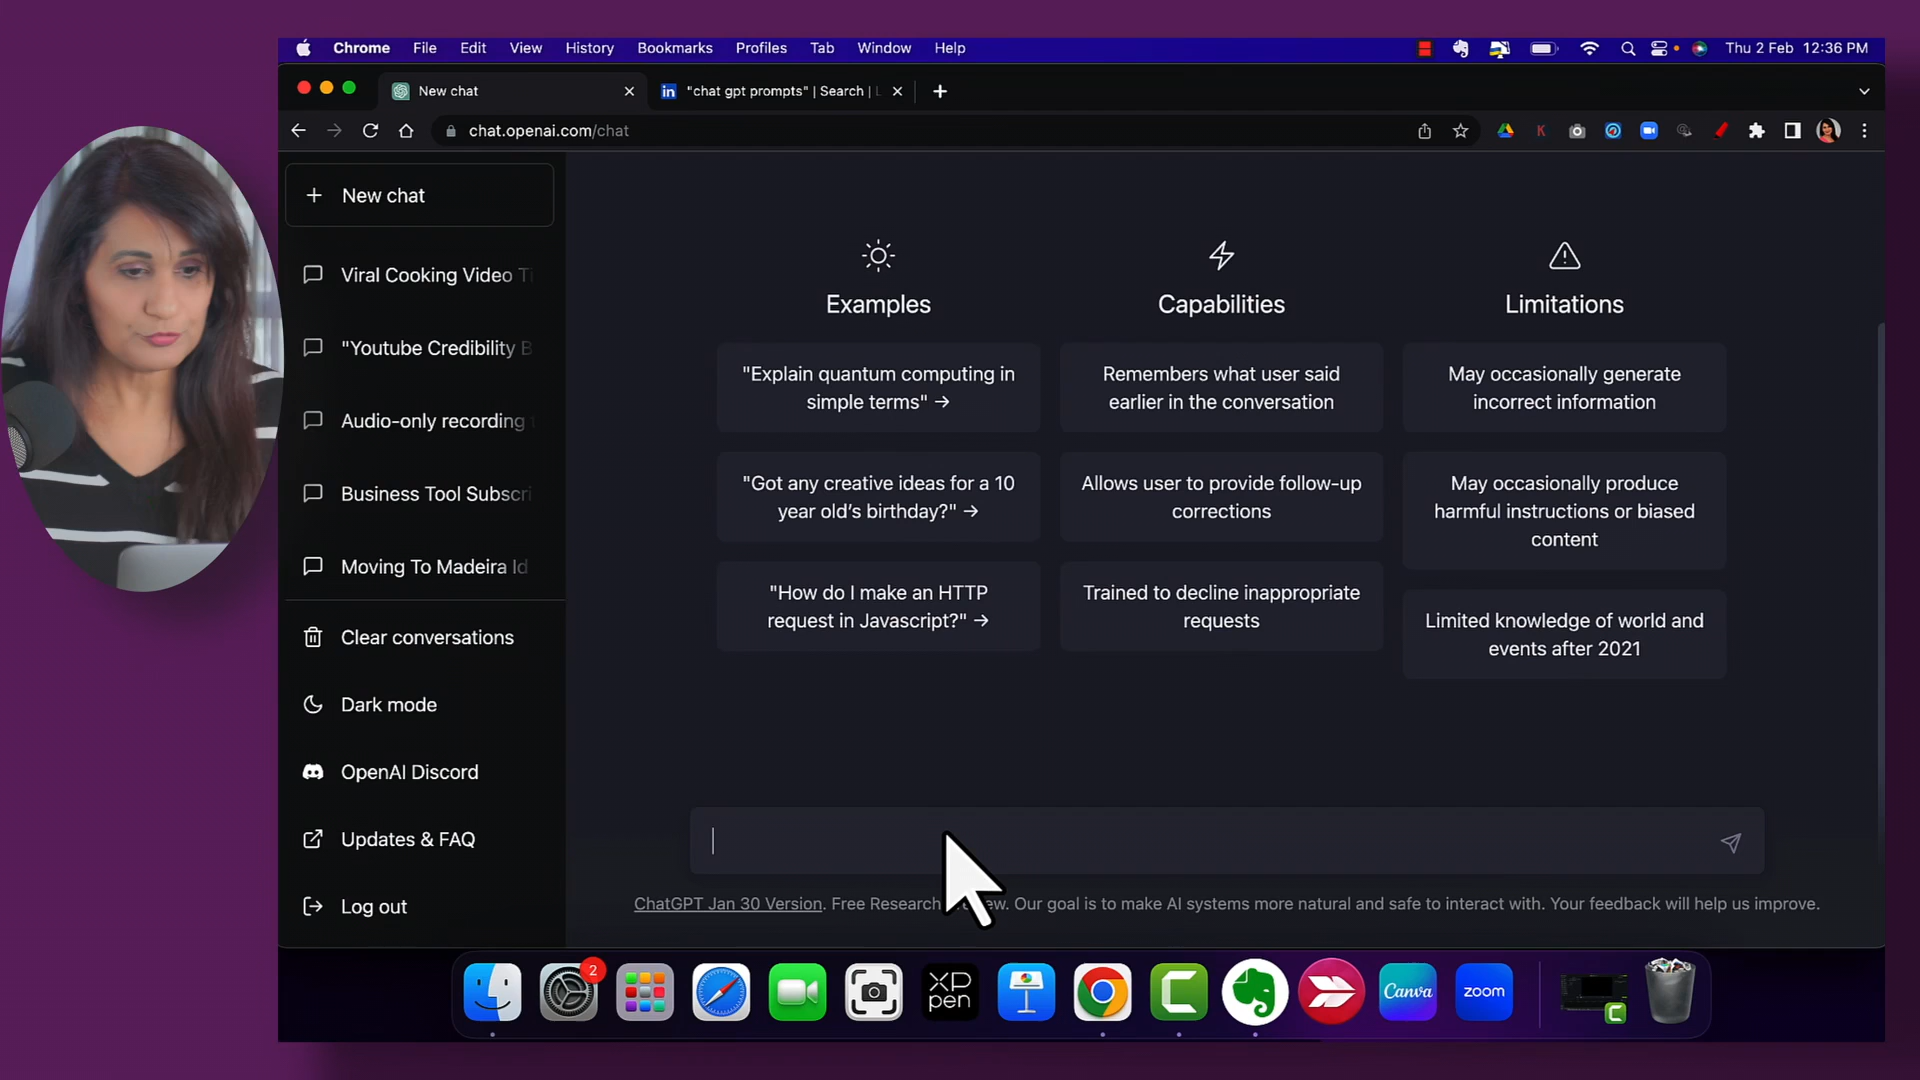 Chrome File Edit View History Bookmarks Profiles Tab Window Help
Thu 2 Feb 12:36 PM
New chat
in "chat gpt prompts" | Search |
chat.openai.com/chat
K
New chat
Viral Cooking Video
"Youtube Credibility B
Audio-only recording
Business Tool Subscri
Moving To Madeira Id
Clear conversations
Dark mode
OpenAI Discord
Updates & FAQ
Log out
Examples
"Explain quantum computing in
simple terms" →
"Got any creative ideas for a 10
year old's birthday?" →
"How do I make an HTTP
request in Javascript?" →
Capabilities
Remembers what user said
earlier in the conversation
Allows user to provide follow-up
corrections
Trained to decline inappropriate
requests
Limitations
May occasionally generate
incorrect information
May occasionally produce
harmful instructions or biased
content
Limited knowledge of world and
events after 2021
ChatGPT Jan 30 Version. Free Research . Our goal is to make AI systems more natural and safe to interact with. Your feedback will help us improve.
2
XP
pen
C
Canva
zoom
C